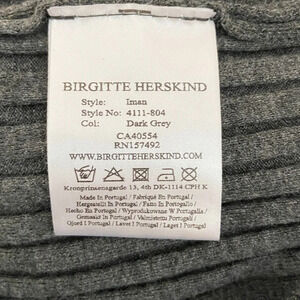 BIRGITTE HERSKIND
Style: Iman
Style No: 4111-804
Col: Dark Grey
CA40554
RN157492
WWW.BIRGITTEHERSKIND.COM
Kronprinsensgade 13, 4th DK-1114 CPH K
Made In Portugal / Fabriqué En Portugal /
Hergestellt In Portugal / Fatto In Portogallo /
Hecho En Portugal / Wyprodukowane W Portugalii /
Gemaakt In Portugal / Valmistettu Portugali /
Gjord I Portugal / Lavet I Portugal / Laget I Portugal